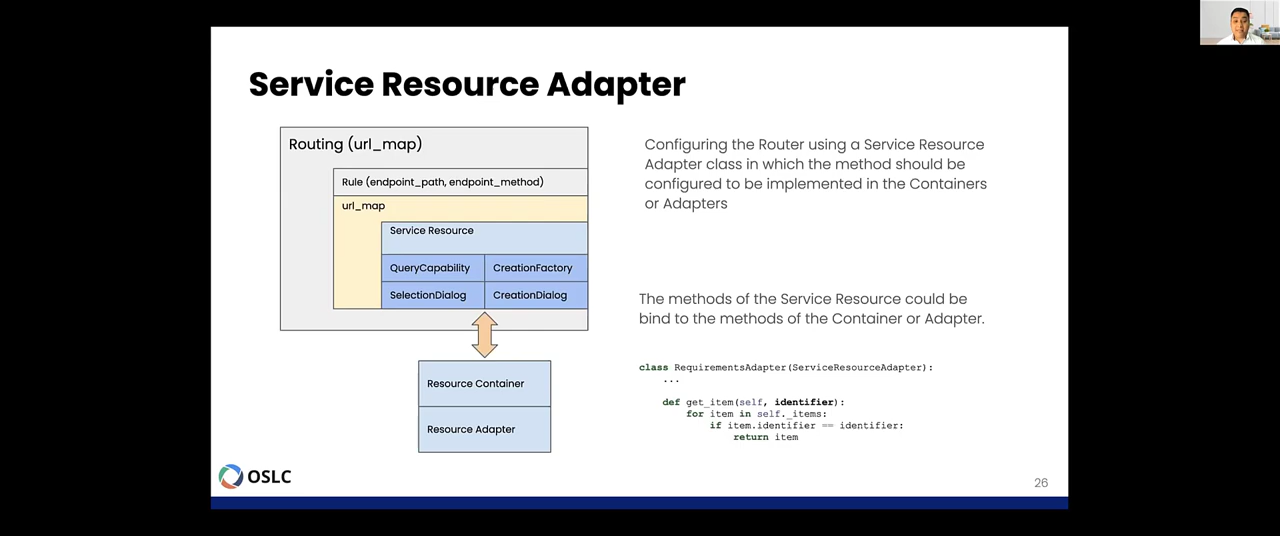 Service Resource Adapter
Routing (url_map)
Rule (endpoint_path, endpoint_method)
url_map
Service Resource
QueryCapability
CreationFactory
SelectionDialog
CreationDialog
Resource Container
Resource Adapter
Configuring the Router using a Service Resource
Adapter class in which the method should be
configured to be implemented in the Containers
or Adapters
The methods of the Service Resource could be
bind to the methods of the Container or Adapter.
class RequirementsAdapter(ServiceResourceAdapter):
...
def get_item(self, identifier):
for item in self._items:
if item.identifier == identifier:
return item
OSLC
26